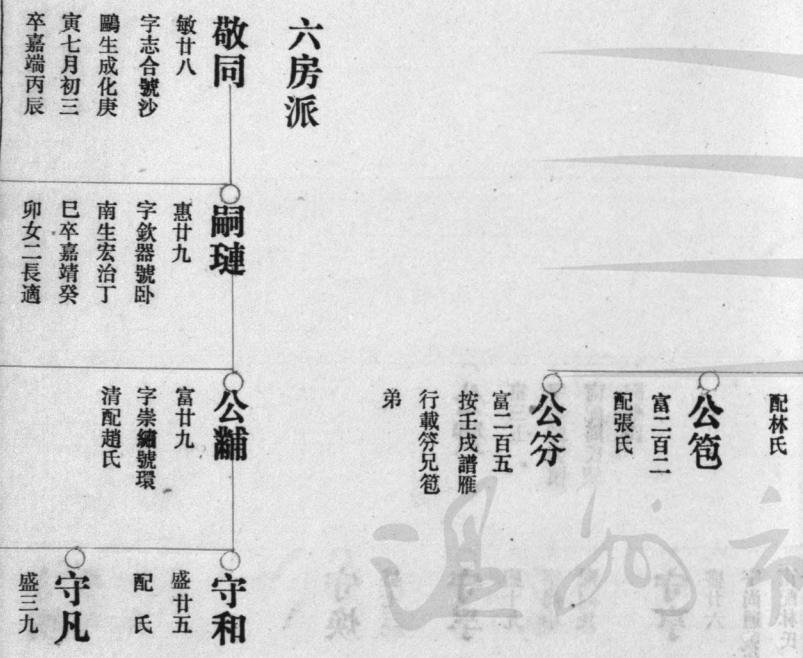 配林氏
公笣
富二百二
配張氏
公笒
富二百五
按壬戌譜雁
行載笒兄笣
弟
六房派
敬同
敏廿八
字志合號沙
鷗生成化庚
寅七月初三
卒嘉端丙辰
嗣璉
惠廿九
字欽器號卧
南生宏治丁
巳卒嘉靖癸
卯女二長適
公黼
富廿九
字崇繡號環
清配趙氏
守和
盛廿五
配 氏
守凡
盛三九